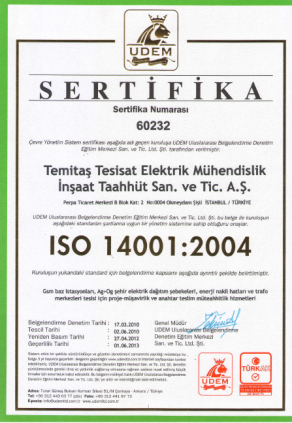 UDEM
SERTİFİKA
Sertifika Numarası
60232
Çevre Yönetim Sistem sertifikası aşağıda adı geçen kuruluşa UDEM Uluslararası Belgelendirme Denetim
Eğitim Merkezi San. ve Tic. Ltd. Şti. tarafından verilmiştir.
Temitaş Tesisat Elektrik Mühendislik
İnşaat Taahhüt San. ve Tic. A.Ş.
Perpa Ticaret Merkezi B Blok Kat: 2 No:0004 Okmeydanı Şişli İSTANBUL / TÜRKİYE
UDEM Uluslararası Belgelendirme Denetim Eğitim Merkezi San. ve Tic. Ltd. Şti. bu belge ile kuruluşun
aşağıdaki standardın şartlarına uygun bir yönetim sistemine sahip olduğunu onaylar.
ISO 14001:2004
Kuruluşun yukarıdaki standard için belgelendirme kapsamı aşağıda ayrıntılı şekilde belirtilmiştir.
Gsm baz istasyonları, Ag-Og şehir elektrik dağıtım şebekeleri, enerji nakil hatları ve trafo
merkezleri tesisi için proje-müşavirlik ve anahtar teslim müteahhitlik hizmetleri
Belgelendirme Denetim Tarihi : 17.03.2010
Tescil Tarihi : 02.06.2010
Yeniden Basım Tarihi : 27.04.2012
Geçerlilik Tarihi : 01.06.2013
Genel Müdür
UDEM Uluslararası Belgelendirme
Denetim Eğitim Merkezi
San. ve Tic. Ltd. Şti.
UDEM
TÜRKAK